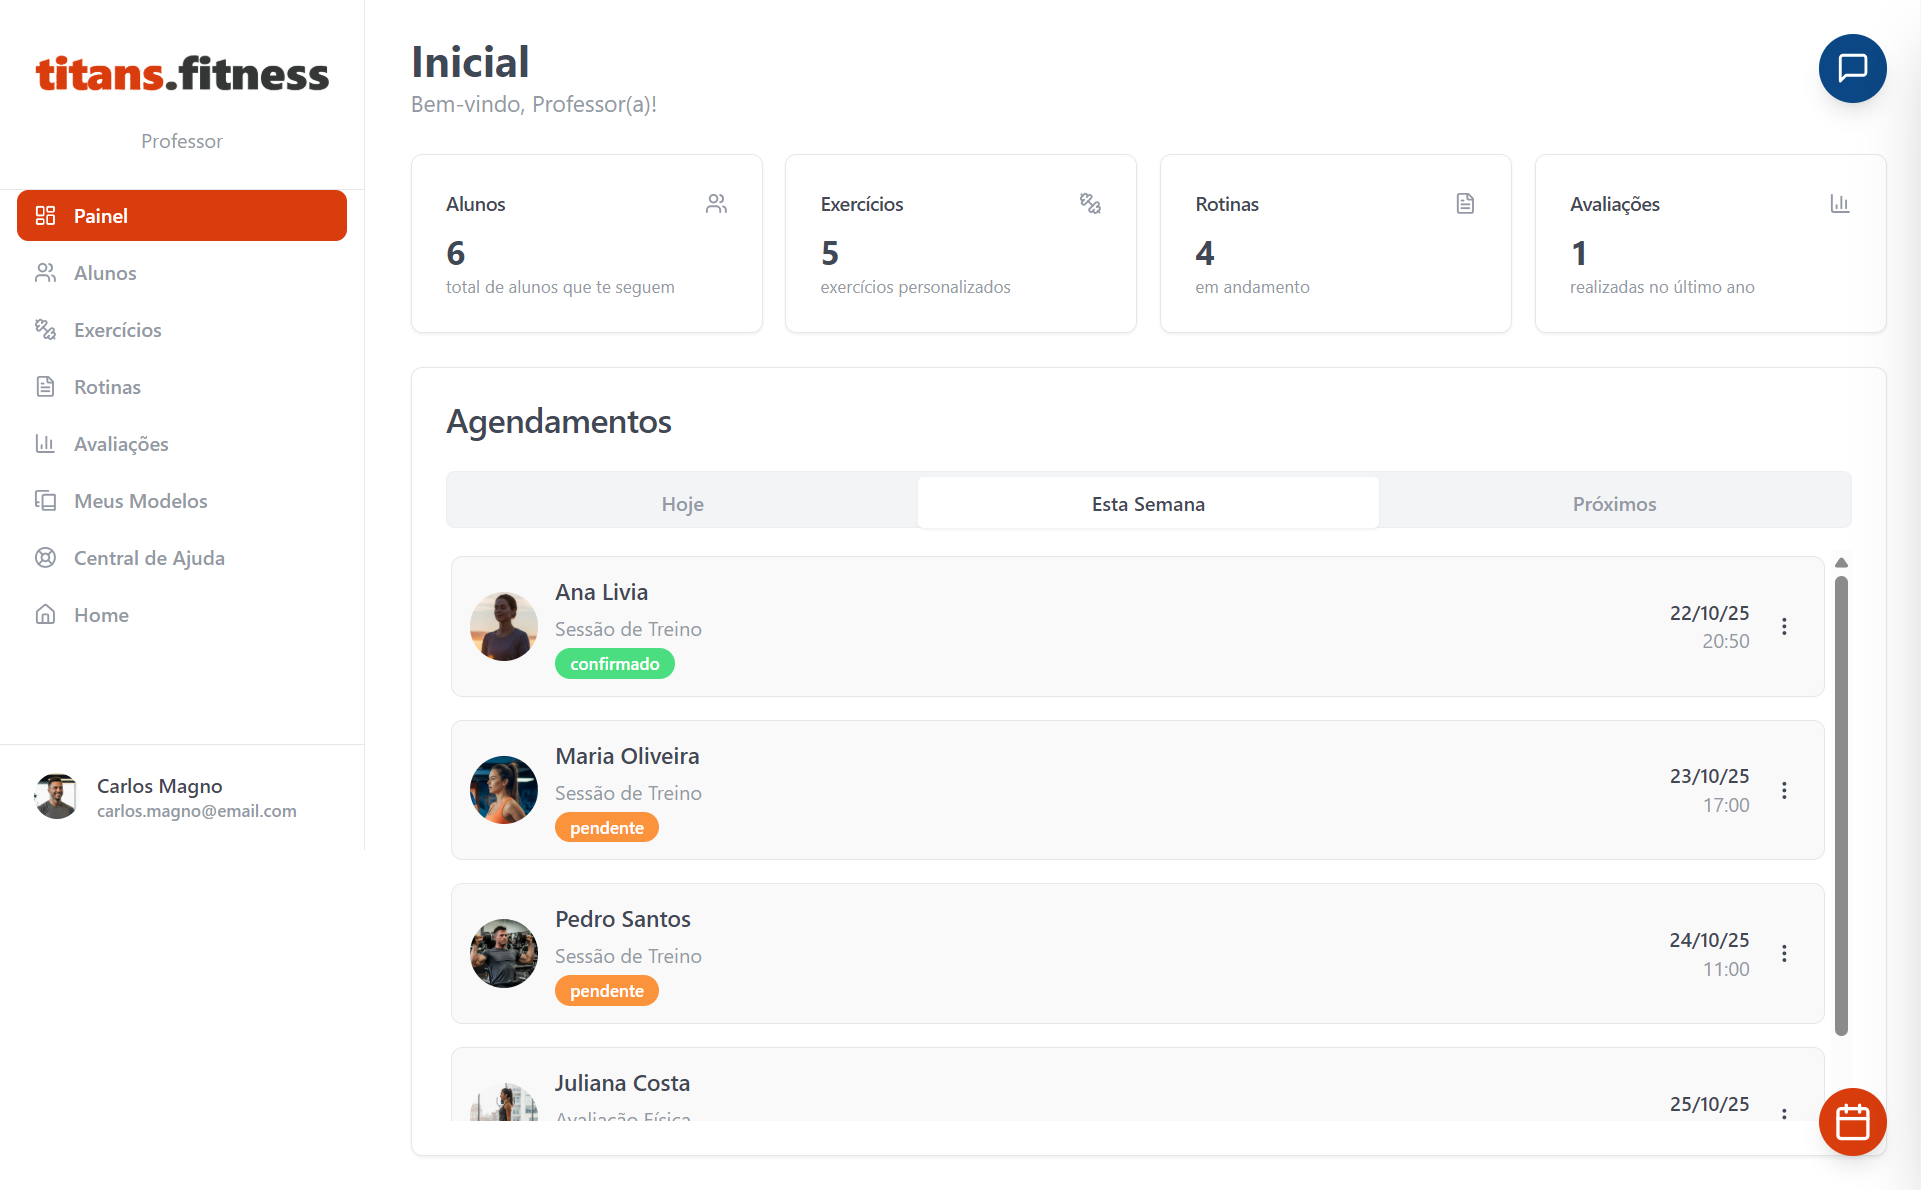 titans.fitness
Professor
Painel
Alunos
Exercícios
Rotinas
Avaliações
Meus Modelos
Central de Ajuda
Home
Carlos Magno
carlos.magno@email.com
Inicial
Bem-vindo, Professor(a)!
Alunos
6
total de alunos que te seguem
Exercícios
5
exercícios personalizados
Rotinas
4
em andamento
Avaliações
1
realizadas no último ano
Agendamentos
Hoje
Esta Semana
Próximos
Ana Livia
Sessão de Treino
confirmado
22/10/25
20:50
Maria Oliveira
Sessão de Treino
pendente
23/10/25
17:00
Pedro Santos
Sessão de Treino
pendente
24/10/25
11:00
Juliana Costa
Avaliação Física
25/10/25